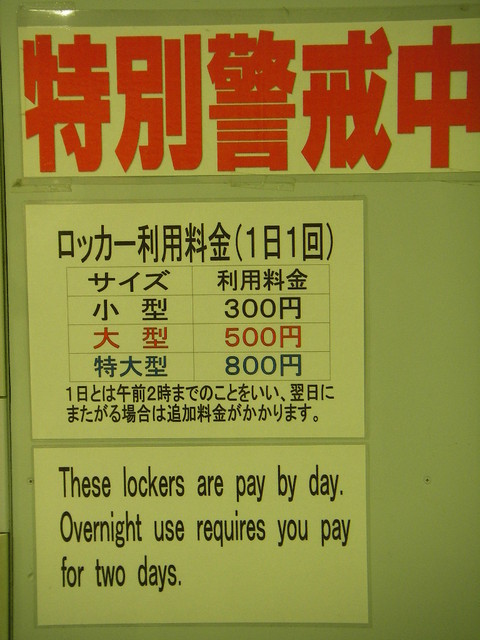 特別警戒中
ロッカー利用料金(1日1回)
サイズ 利用料金
小 型 300円
大 型 500円
特大型 800円
1日とは午前2時までのことをいい、翌日に
またがる場合は追加料金がかかります。
These lockers are pay by day.
Overnight use requires you pay
for two days.